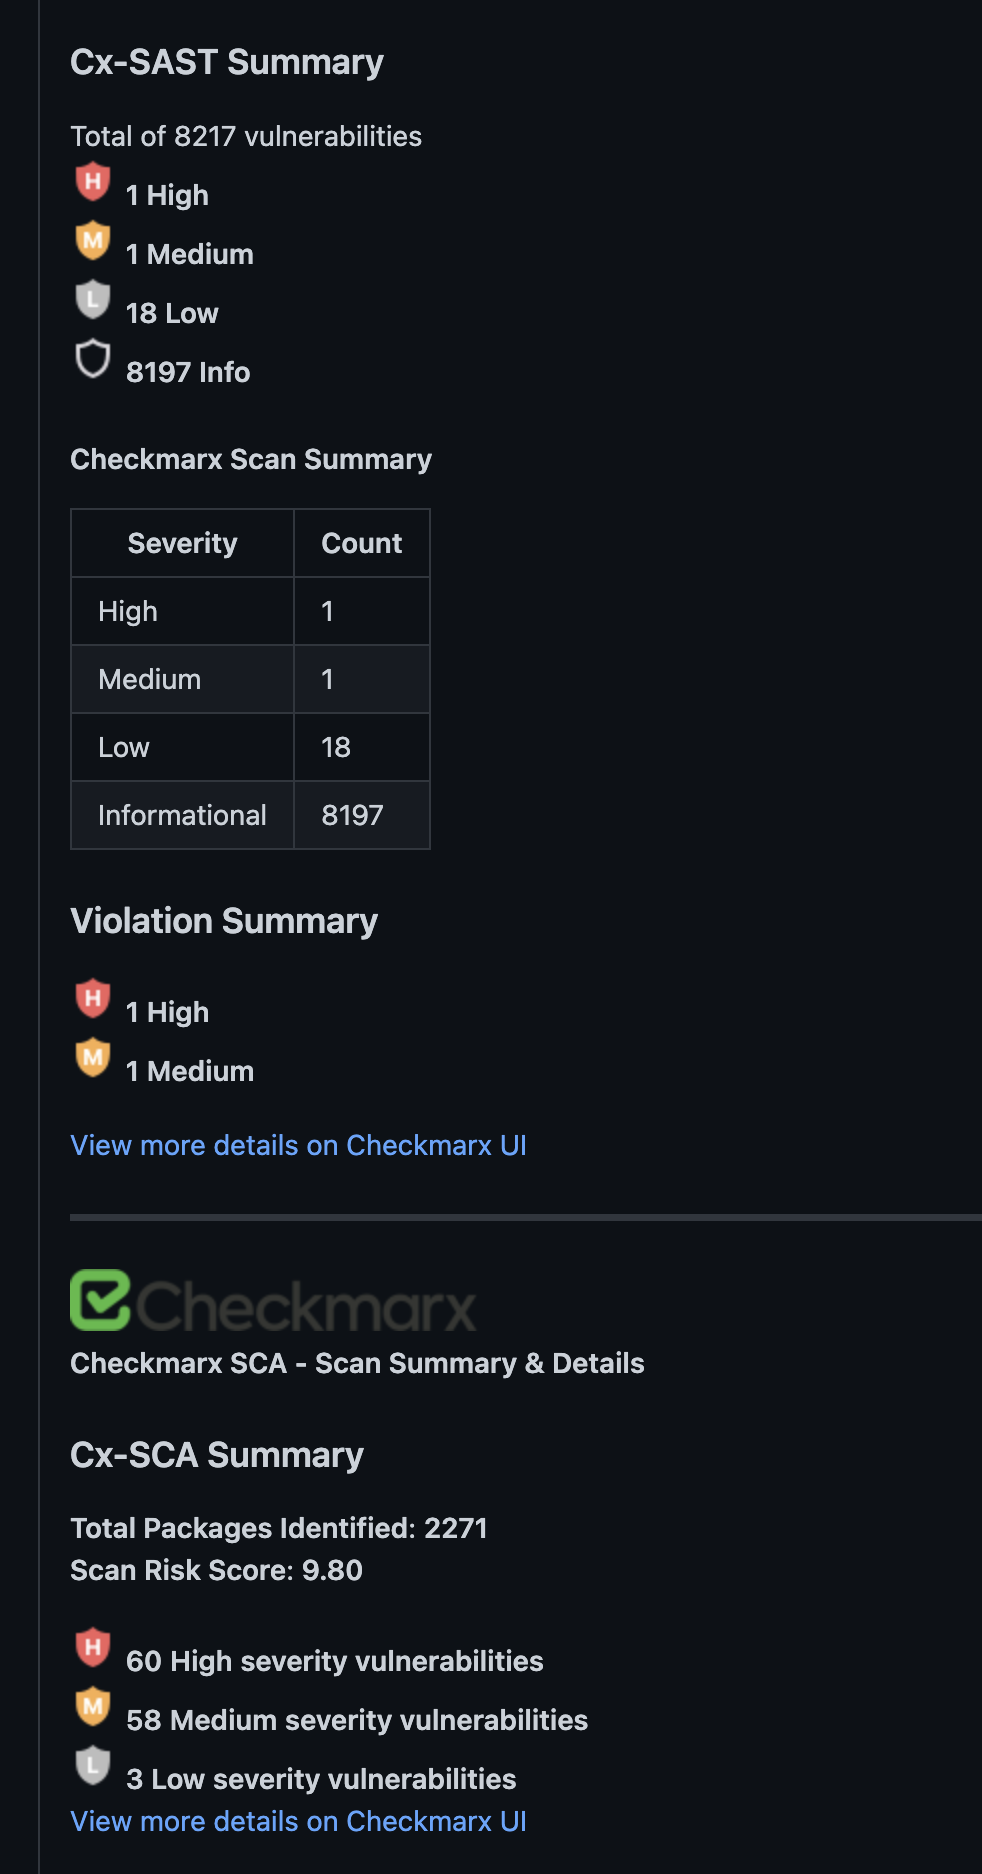 Cx-SAST Summary
Total of 8217 vulnerabilities
H 1 High
M 1 Medium
L 18 Low
8197 Info
Checkmarx Scan Summary
Severity Count
High 1
Medium 1
Low 18
Informational 8197
Violation Summary
H 1 High
M 1 Medium
View more details on Checkmarx UI
Checkmarx
Checkmarx SCA - Scan Summary & Details
Cx-SCA Summary
Total Packages Identified: 2271
Scan Risk Score: 9.80
H 60 High severity vulnerabilities
M 58 Medium severity vulnerabilities
L 3 Low severity vulnerabilities
View more details on Checkmarx UI